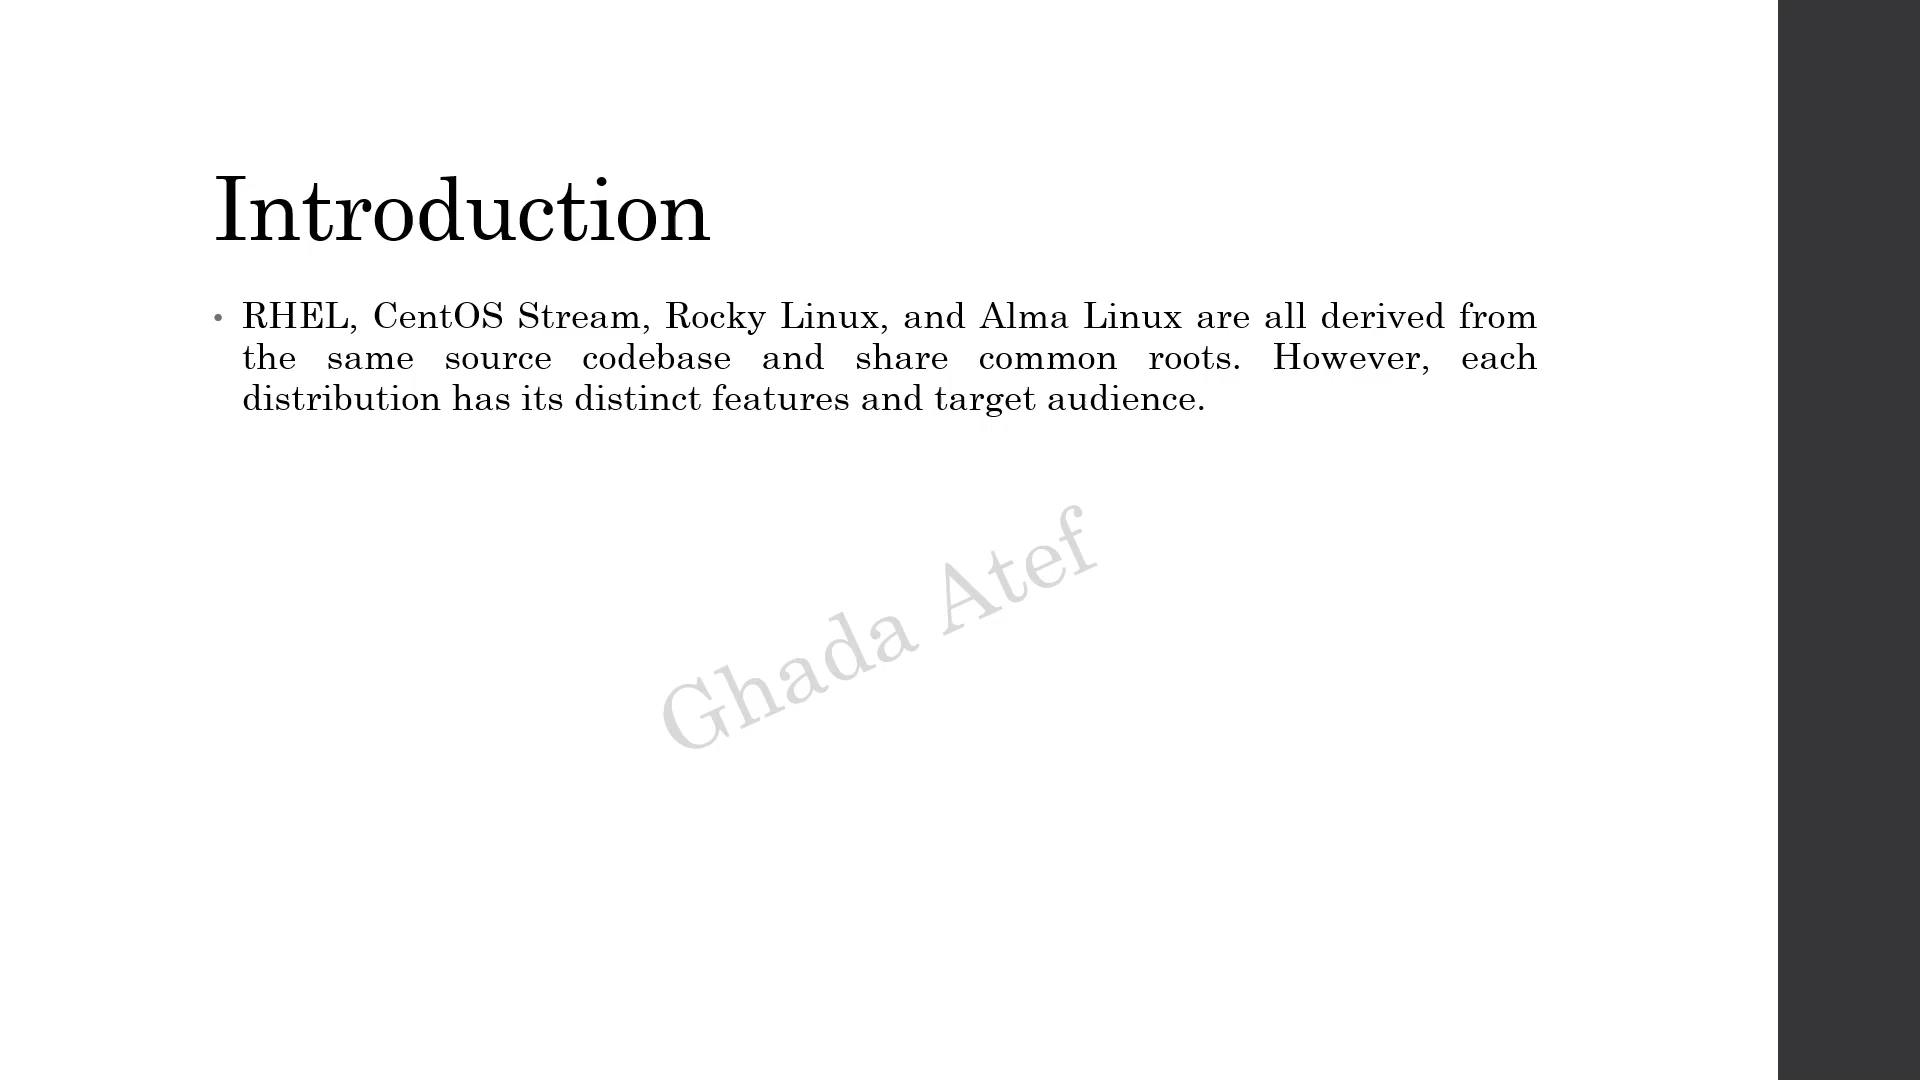 Introduction
• RHEL, CentOS Stream, Rocky Linux, and Alma Linux are all derived from
the same source codebase and share common roots. However, each
distribution has its distinct features and target audience.
Ghada Atef